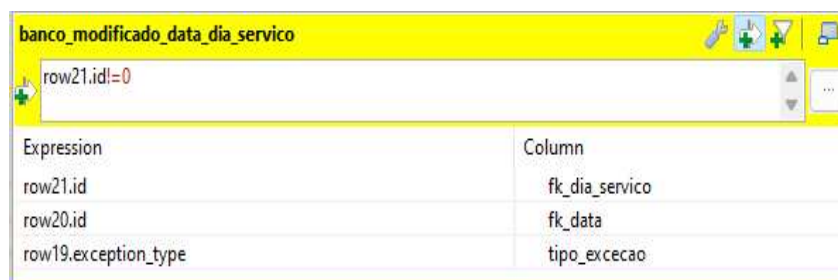 banco_modificado_data_dia_servico
row21.id!=0
...
Expression Column
row21.id fk_dia_servico
row20.id fk_data
row19.exception_type tipo_excecao